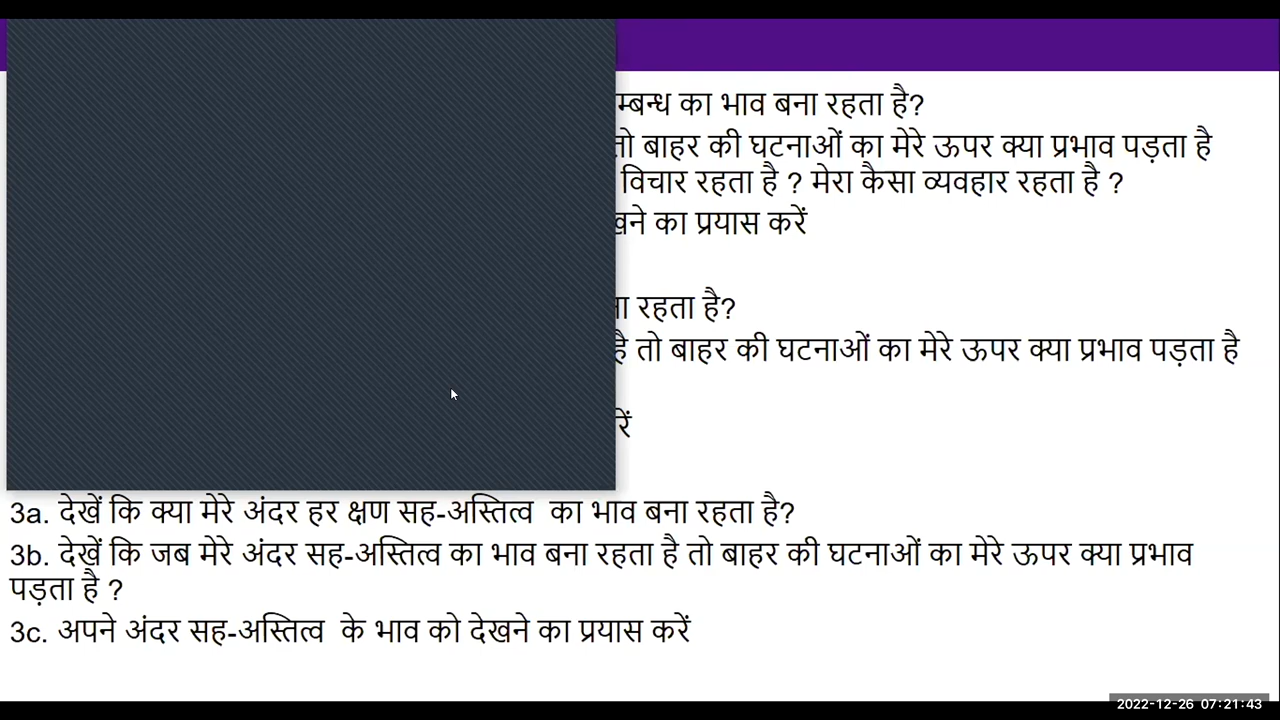 का भाव बना रहता है?
बाहर की घटनाओं का मेरे ऊपर क्या प्रभाव पड़ता है
विचार रहता है ? मेरा कैसा व्यवहार रहता है ?
का प्रयास करें
रहता है?
है तो बाहर की घटनाओं का मेरे ऊपर क्या प्रभाव पड़ता है
3a. देखें कि क्या मेरे अंदर हर क्षण सह-अस्तित्व का भाव बना रहता है?
3b. देखें कि जब मेरे अंदर सह-अस्तित्व का भाव बना रहता है तो बाहर की घटनाओं का मेरे ऊपर क्या प्रभाव
पड़ता है ?
3c. अपने अंदर सह-अस्तित्व के भाव को देखने का प्रयास करें
2022-12-26 07:21:43